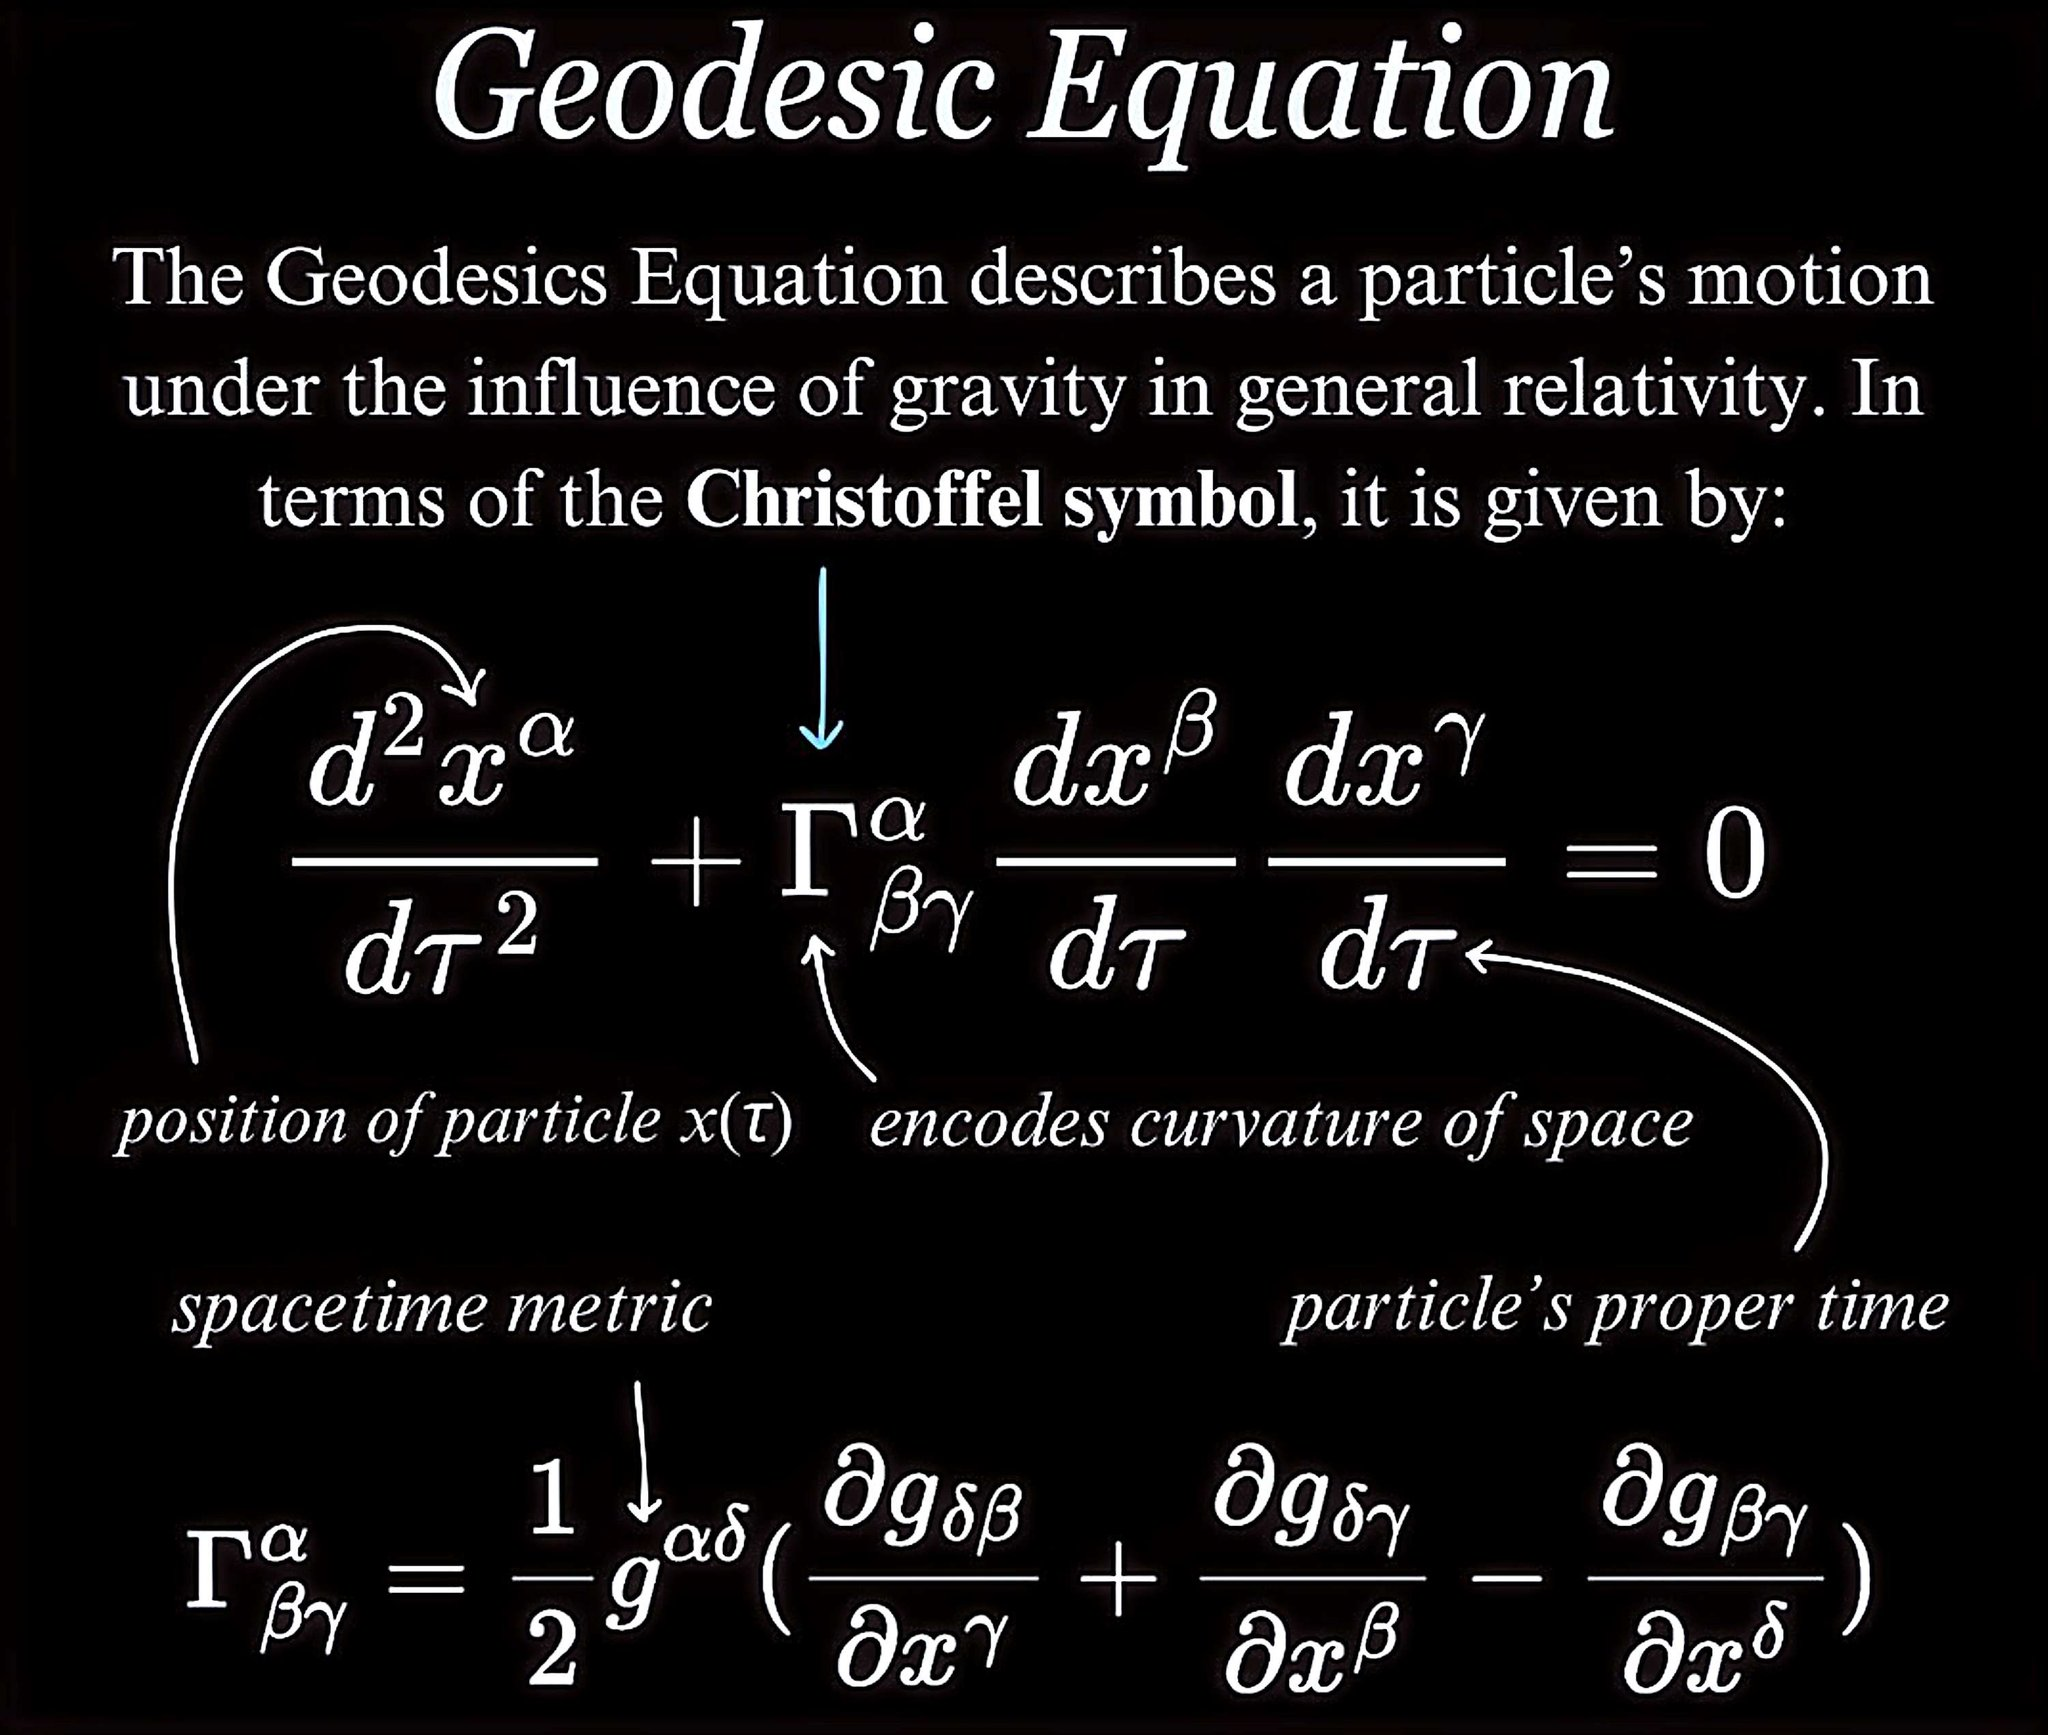 Geodesic Equation
The Geodesics Equation describes a particle’s motion
under the influence of gravity in general relativity. In
terms of the Christoffel symbol, it is given by:
d²x^α/dτ² + Γ^α_βγ dx^β/dτ dx^γ/dτ = 0
position of particle x(τ)
encodes curvature of space
spacetime metric
particle’s proper time
Γ^α_βγ = 1/2 g^αδ (∂g_δβ/∂x^γ + ∂g_δγ/∂x^β − ∂g_βγ/∂x^δ)